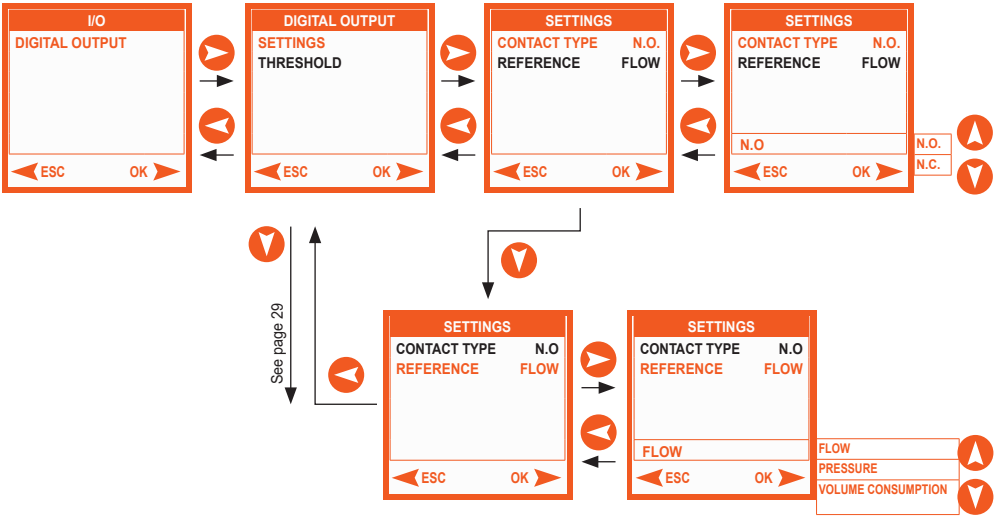 I/O
DIGITAL OUTPUT
ESC OK
DIGITAL OUTPUT
SETTINGS
THRESHOLD
ESC OK
SETTINGS
CONTACT TYPE N.O.
REFERENCE FLOW
ESC OK
SETTINGS
CONTACT TYPE N.O.
REFERENCE FLOW
N.O
ESC OK
N.O.
N.C.
See page 29
SETTINGS
CONTACT TYPE N.O
REFERENCE FLOW
ESC OK
SETTINGS
CONTACT TYPE N.O
REFERENCE FLOW
FLOW
ESC OK
FLOW
PRESSURE
VOLUME CONSUMPTION